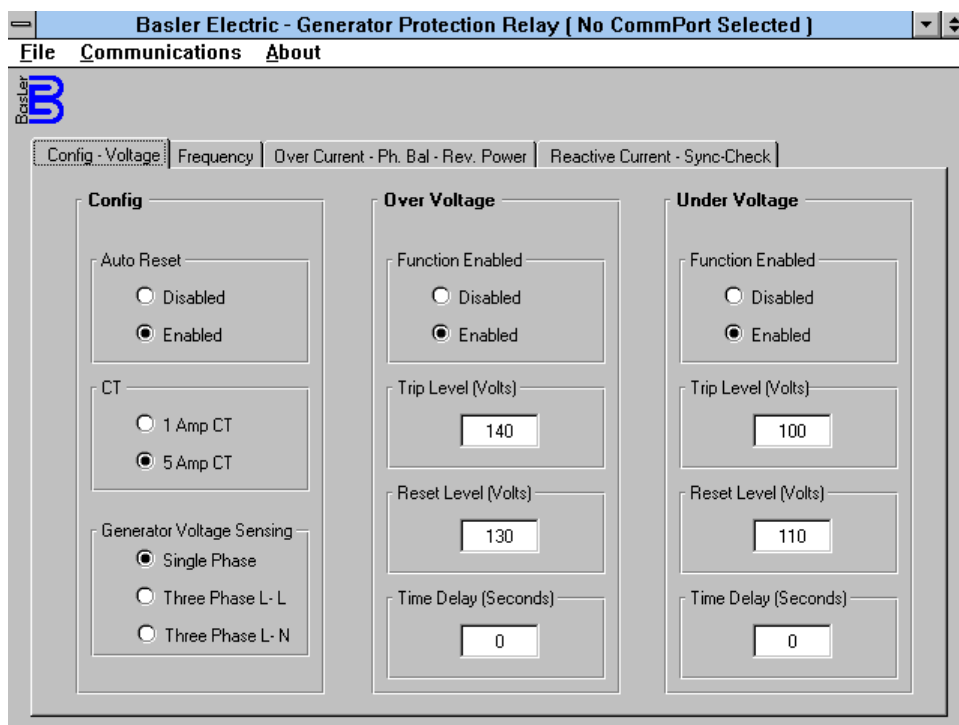 Basler Electric - Generator Protection Relay ( No CommPort Selected )
File Communications About
Basler B
Config - Voltage Frequency Over Current - Ph. Bal - Rev. Power Reactive Current - Sync-Check
Config
Auto Reset
Disabled
Enabled
CT
1 Amp CT
5 Amp CT
Generator Voltage Sensing
Single Phase
Three Phase L- L
Three Phase L- N
Over Voltage
Function Enabled
Disabled
Enabled
Trip Level (Volts)
140
Reset Level (Volts)
130
Time Delay (Seconds)
0
Under Voltage
Function Enabled
Disabled
Enabled
Trip Level (Volts)
100
Reset Level (Volts)
110
Time Delay (Seconds)
0